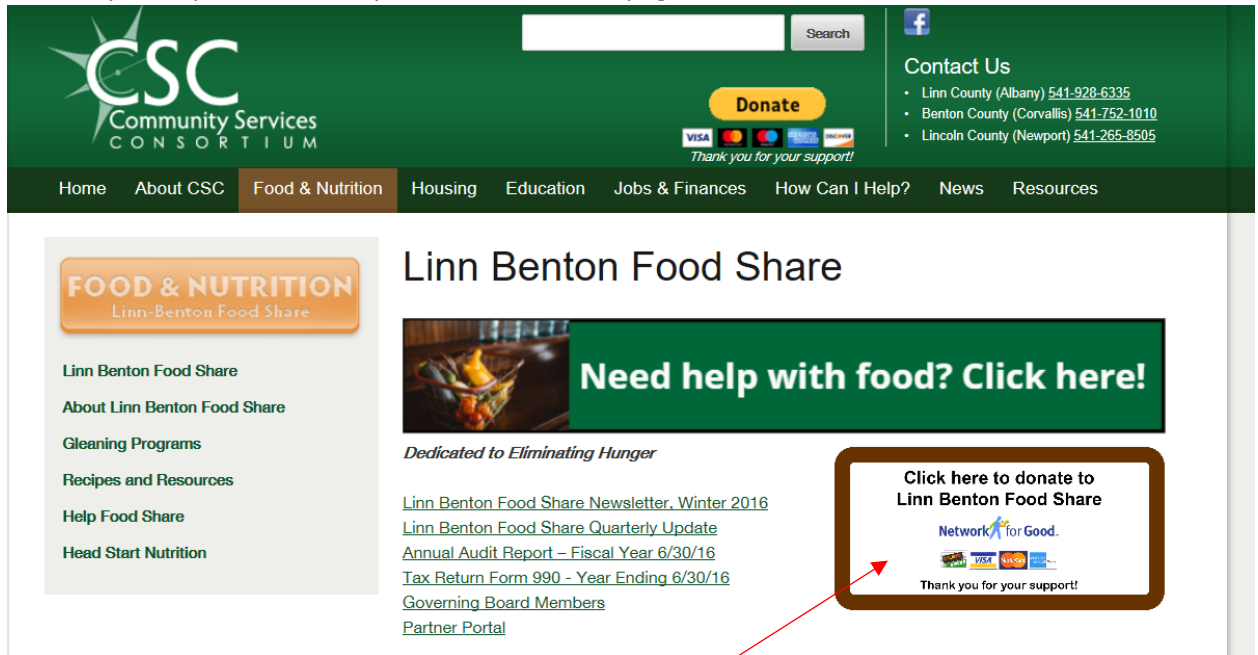 Search
Contact Us
Linn County (Albany) 541-928-6335
Benton County (Corvallis) 541-752-1010
Lincoln County (Newport) 541-265-8505
CSC
Community Services
CONSORTIUM
Donate
VISA
DISCOVER
Thank you for your support!
Home About CSC Food & Nutrition Housing Education Jobs & Finances How Can I Help? News Resources
FOOD & NUTRITION
Linn-Benton Food Share
Linn Benton Food Share
About Linn Benton Food Share
Gleaning Programs
Recipes and Resources
Help Food Share
Head Start Nutrition
Linn Benton Food Share
Need help with food? Click here!
Dedicated to Eliminating Hunger
Linn Benton Food Share Newsletter, Winter 2016
Linn Benton Food Share Quarterly Update
Annual Audit Report – Fiscal Year 6/30/16
Tax Return Form 990 - Year Ending 6/30/16
Governing Board Members
Partner Portal
Click here to donate to
Linn Benton Food Share
Network for Good.
VISA
Thank you for your support!